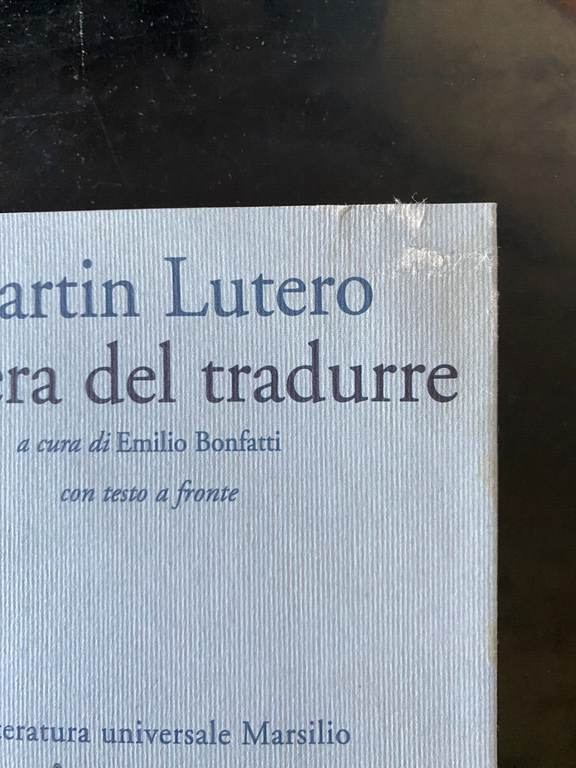 artin Lutero
era del tradurre
a cura di Emilio Bonfatti
con testo a fronte
teratura universale Marsilio